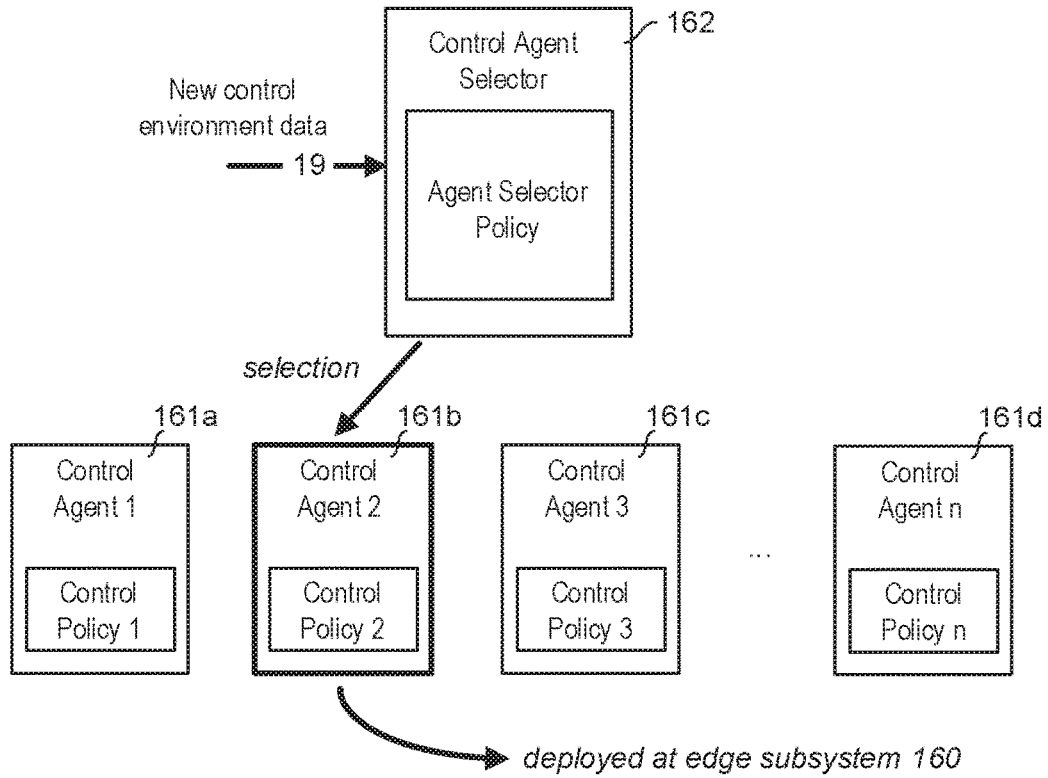 162
Control Agent
Selector
New control
environment data
19
Agent Selector
Policy
selection
161a
161b
161c
161d
Control
Agent 1
Control
Agent 2
Control
Agent 3
Control
Agent n
...
Control
Policy 1
Control
Policy 2
Control
Policy 3
Control
Policy n
deployed at edge subsystem 160